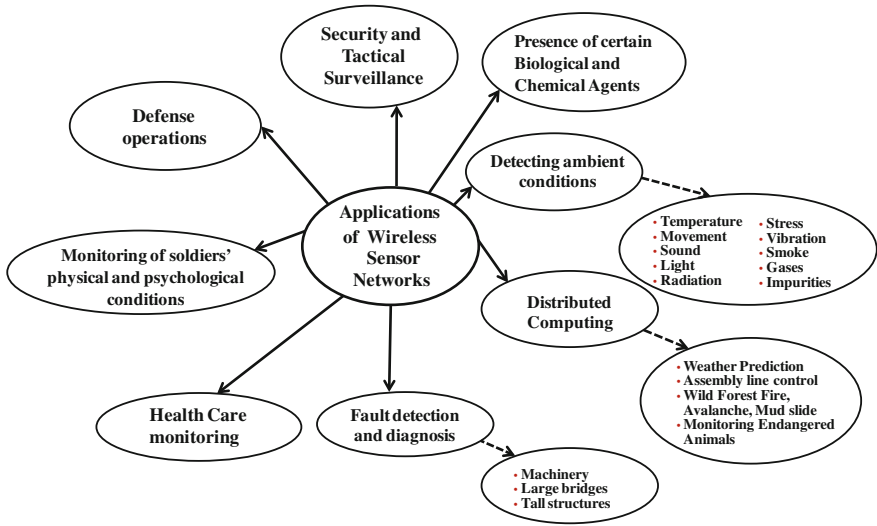 Security and
Tactical
Surveillance
Presence of certain
Biological and
Chemical Agents
Defense
operations
Detecting ambient
conditions
Applications
of Wireless
Sensor
Networks
• Temperature
• Movement
• Sound
• Light
• Radiation
• Stress
• Vibration
• Smoke
• Gases
• Impurities
Monitoring of soldiers'
physical and psychological
conditions
Distributed
Computing
• Weather Prediction
• Assembly line control
• Wild Forest Fire,
Avalanche, Mud slide
• Monitoring Endangered
Animals
Health Care
monitoring
Fault detection
and diagnosis
• Machinery
• Large bridges
• Tall structures